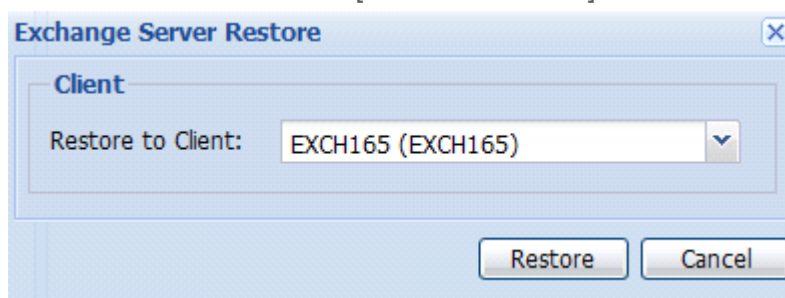 Exchange Server Restore
Client
Restore to Client: EXCH165 (EXCH165)
Restore Cancel